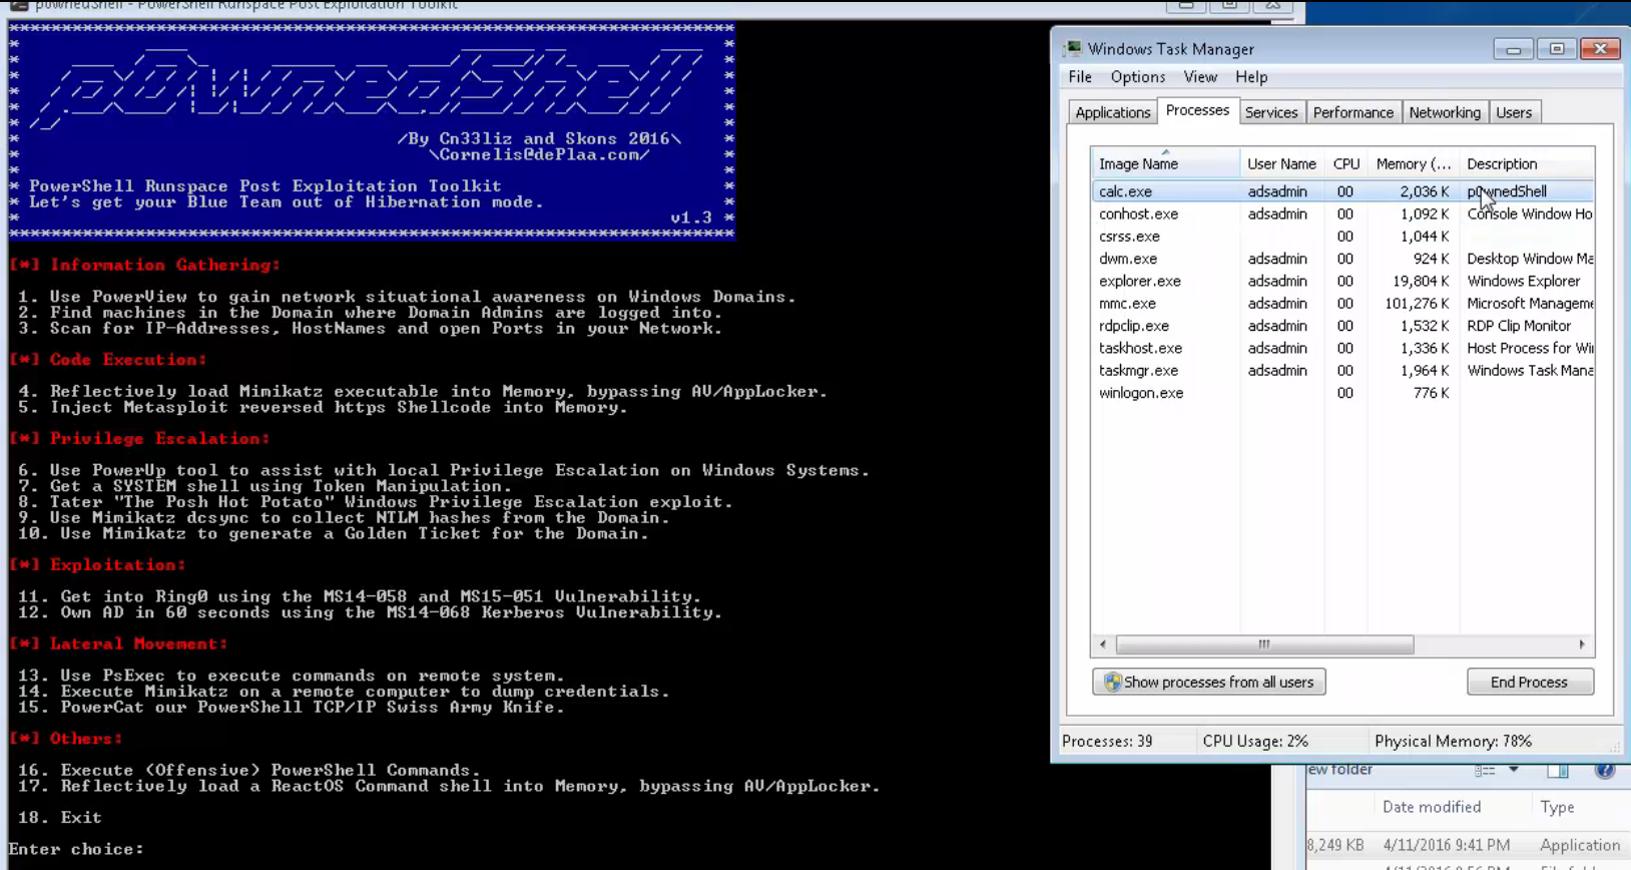 p0wnedShell - PowerShell Runspace Post Exploitation Toolkit
/By Cn33liz and Skons 2016\
\Cornelis@dePlaa.com/
* PowerShell Runspace Post Exploitation Toolkit *
* Let's get your Blue Team out of Hibernation mode. *
* v1.3 *
[*] Information Gathering:
1. Use PowerView to gain network situational awareness on Windows Domains.
2. Find machines in the Domain where Domain Admins are logged into.
3. Scan for IP-Addresses, HostNames and open Ports in your Network.
[*] Code Execution:
4. Reflectively load Mimikatz executable into Memory, bypassing AV/AppLocker.
5. Inject Metasploit reversed https Shellcode into Memory.
[*] Privilege Escalation:
6. Use PowerUp tool to assist with local Privilege Escalation on Windows Systems.
7. Get a SYSTEM shell using Token Manipulation.
8. Tater "The Posh Hot Potato" Windows Privilege Escalation exploit.
9. Use Mimikatz dcsync to collect NTLM hashes from the Domain.
10. Use Mimikatz to generate a Golden Ticket for the Domain.
[*] Exploitation:
11. Get into Ring0 using the MS14-058 and MS15-051 Vulnerability.
12. Own AD in 60 seconds using the MS14-068 Kerberos Vulnerability.
[*] Lateral Movement:
13. Use PsExec to execute commands on remote system.
14. Execute Mimikatz on a remote computer to dump credentials.
15. PowerCat our PowerShell TCP/IP Swiss Army Knife.
[*] Others:
16. Execute (Offensive) PowerShell Commands.
17. Reflectively load a ReactOS Command shell into Memory, bypassing AV/AppLocker.
18. Exit
Enter choice:
Windows Task Manager
File Options View Help
Applications Processes Services Performance Networking Users
Image Name User Name CPU Memory (... Description
calc.exe adsadmin 00 2,036 K p0wnedShell
conhost.exe adsadmin 00 1,092 K Console Window Ho
csrss.exe 00 1,044 K
dwm.exe adsadmin 00 924 K Desktop Window Ma
explorer.exe adsadmin 00 19,804 K Windows Explorer
mmc.exe adsadmin 00 101,276 K Microsoft Manageme
rdpclip.exe adsadmin 00 1,532 K RDP Clip Monitor
taskhost.exe adsadmin 00 1,336 K Host Process for Wi
taskmgr.exe adsadmin 00 1,964 K Windows Task Mana
winlogon.exe 00 776 K
Show processes from all users End Process
Processes: 39 CPU Usage: 2% Physical Memory: 78%
ew folder
Date modified Type
8,249 KB 4/11/2016 9:41 PM Application